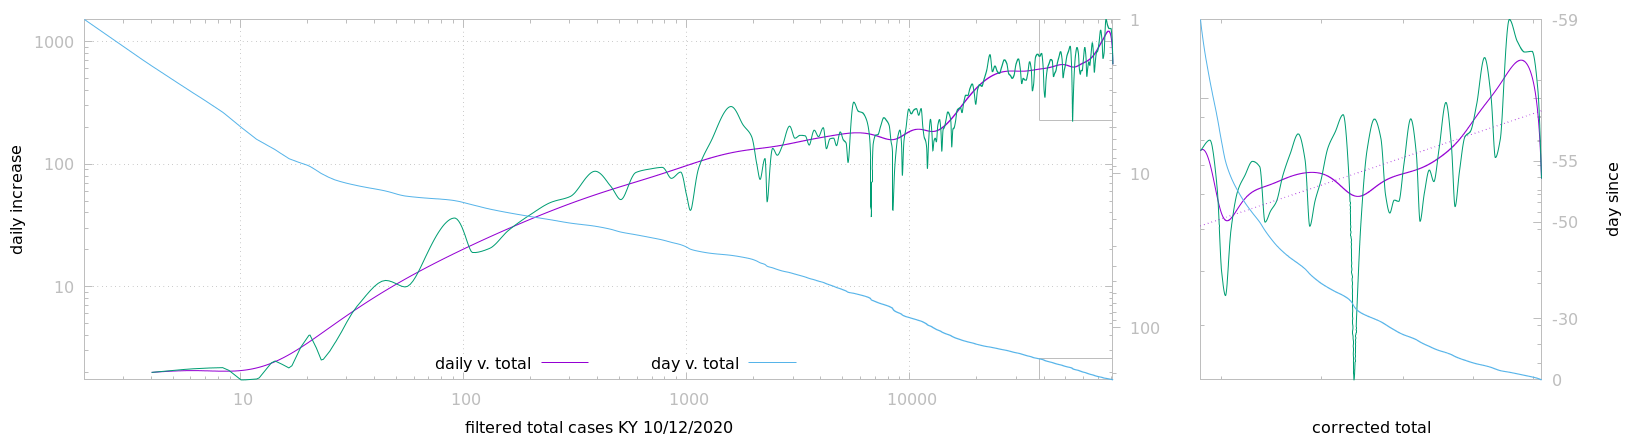 1000
100
10
daily increase
10
100
1000
10000
filtered total cases KY 10/12/2020
daily v. total
day v. total
1
10
100
-59
-55
-50
-30
0
day since
corrected total